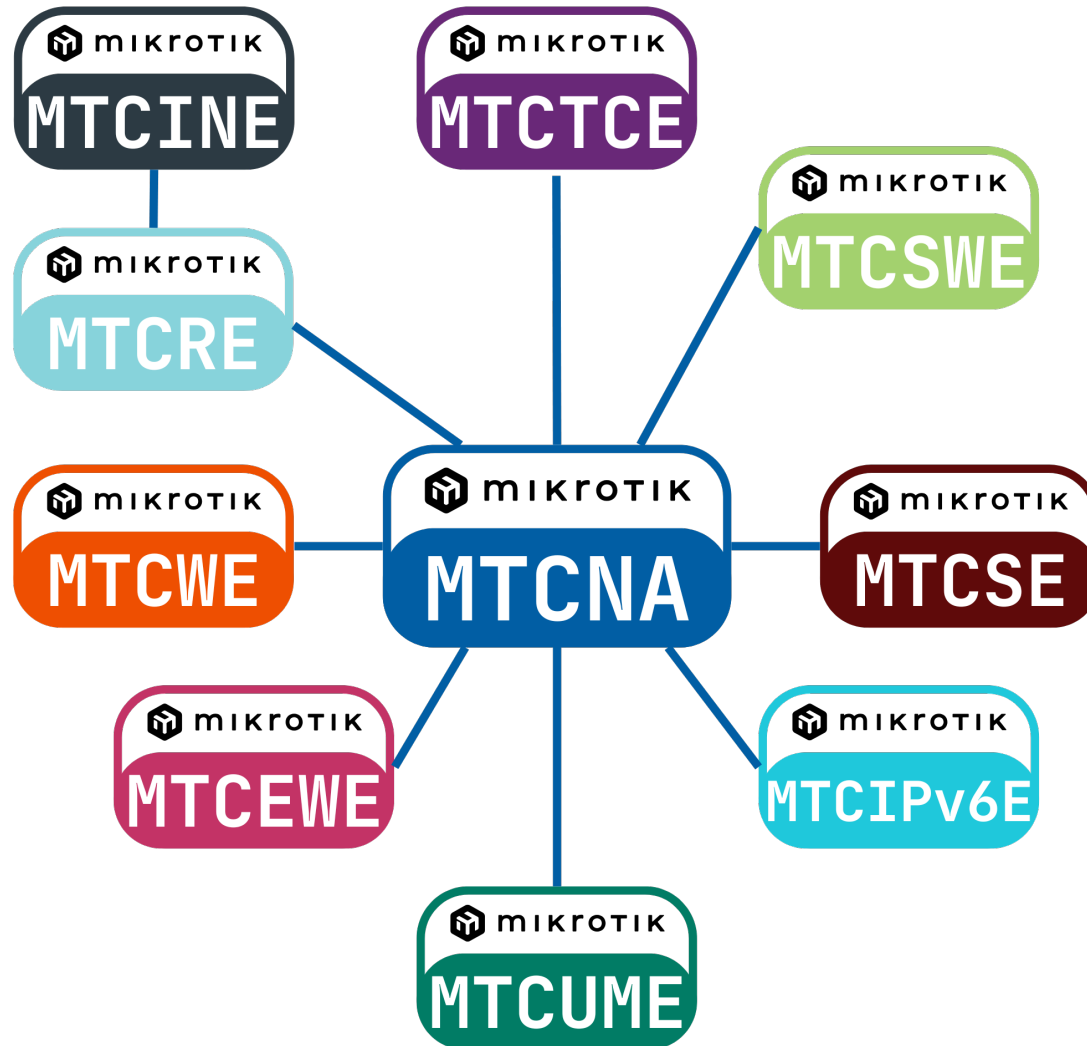 mikrotik
MTCINE
mikrotik
MTCTCE
mikrotik
MTCSWE
mikrotik
MTCRE
mikrotik
MTCWE
mikrotik
MTCNA
mikrotik
MTCSE
mikrotik
MTCEWE
mikrotik
MTCIPv6E
mikrotik
MTCUME